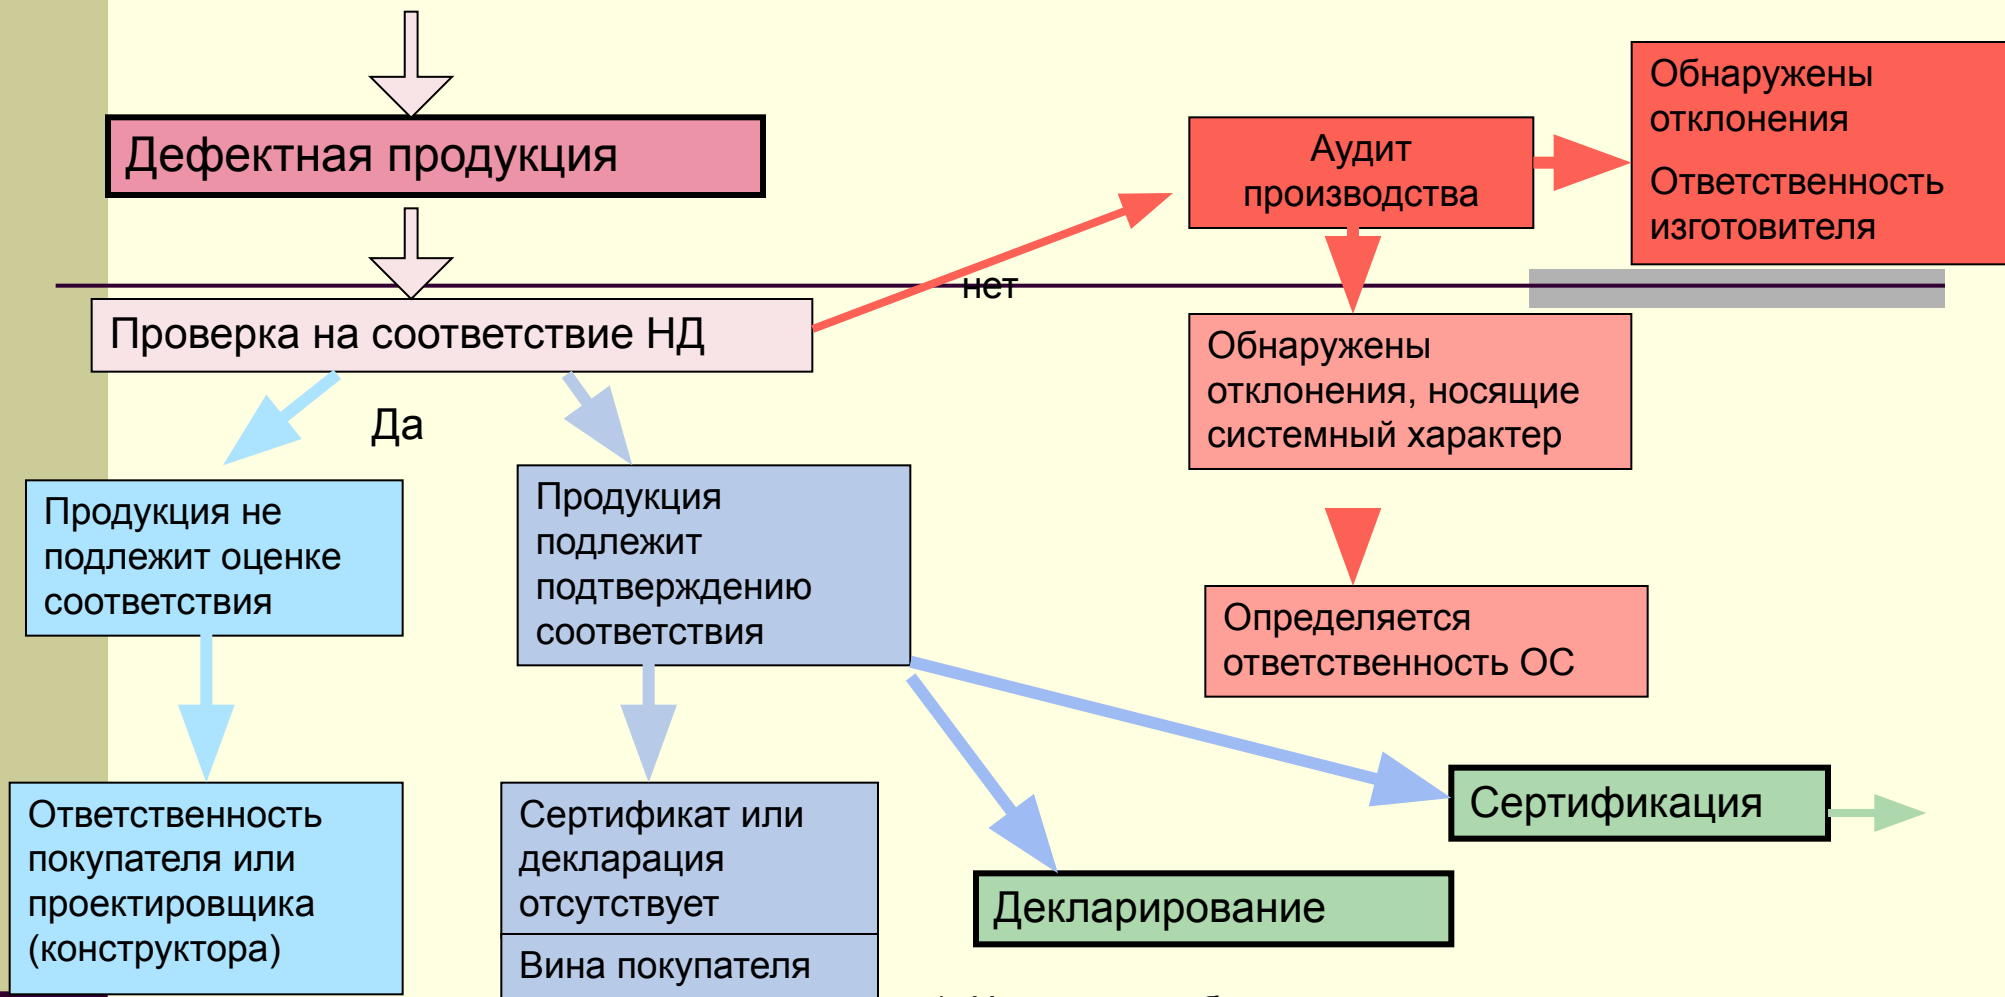 Дефектная продукция
Проверка на соответствие НД
нет
Да
Аудит
производства
Обнаружены
отклонения
Ответственность
изготовителя
Обнаружены
отклонения, носящие
системный характер
Определяется
ответственность ОС
Продукция не
подлежит оценке
соответствия
Продукция
подлежит
подтверждению
соответствия
Ответственность
покупателя или
проектировщика
(конструктора)
Сертификат или
декларация
отсутствует
Вина покупателя
Сертификация
Декларирование